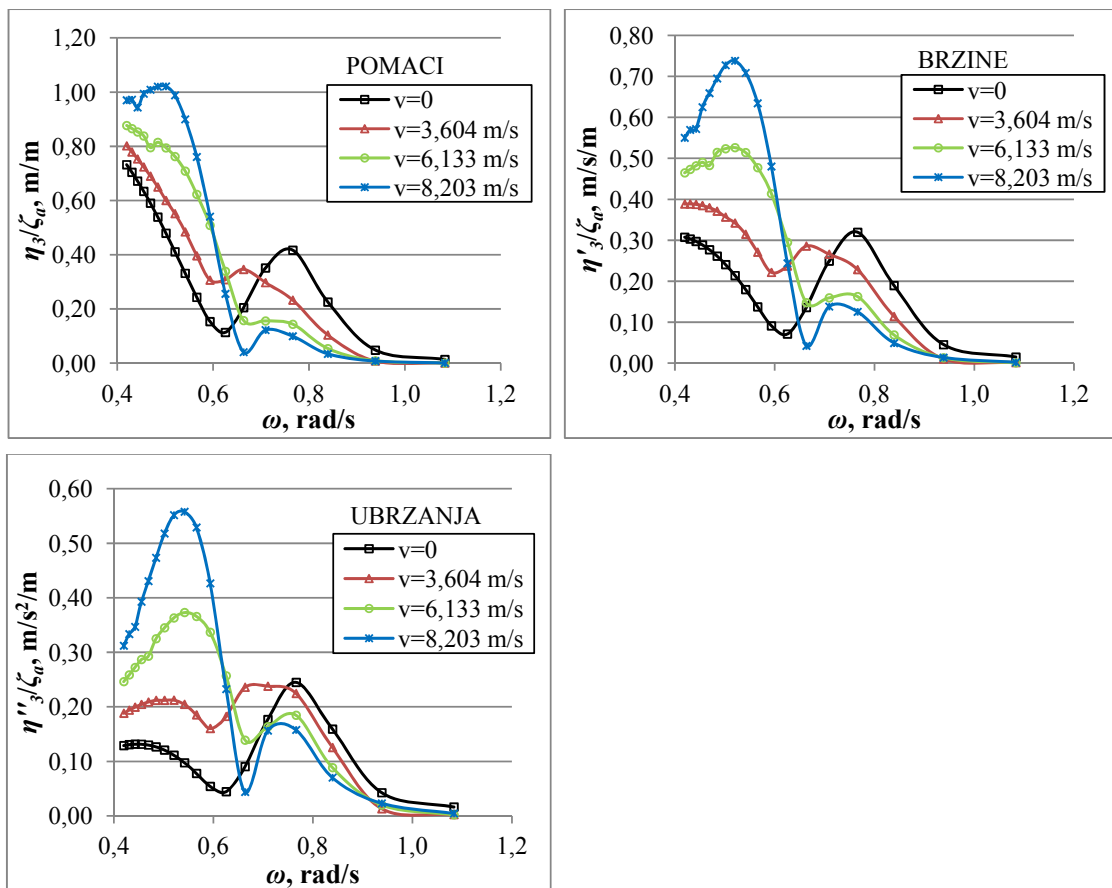 POMACI
v=0
v=3,604 m/s
v=6,133 m/s
v=8,203 m/s
η₃/ζₐ, m/m
1,20
1,00
0,80
0,60
0,40
0,20
0,00
0,4 0,6 0,8 1,0 1,2
ω, rad/s
BRZINE
v=0
v=3,604 m/s
v=6,133 m/s
v=8,203 m/s
η'₃/ζₐ, m/s/m
0,80
0,70
0,60
0,50
0,40
0,30
0,20
0,10
0,00
0,4 0,6 0,8 1,0 1,2
ω, rad/s
UBRZANJA
v=0
v=3,604 m/s
v=6,133 m/s
v=8,203 m/s
η''₃/ζₐ, m/s²/m
0,60
0,50
0,40
0,30
0,20
0,10
0,00
0,4 0,6 0,8 1,0 1,2
ω, rad/s